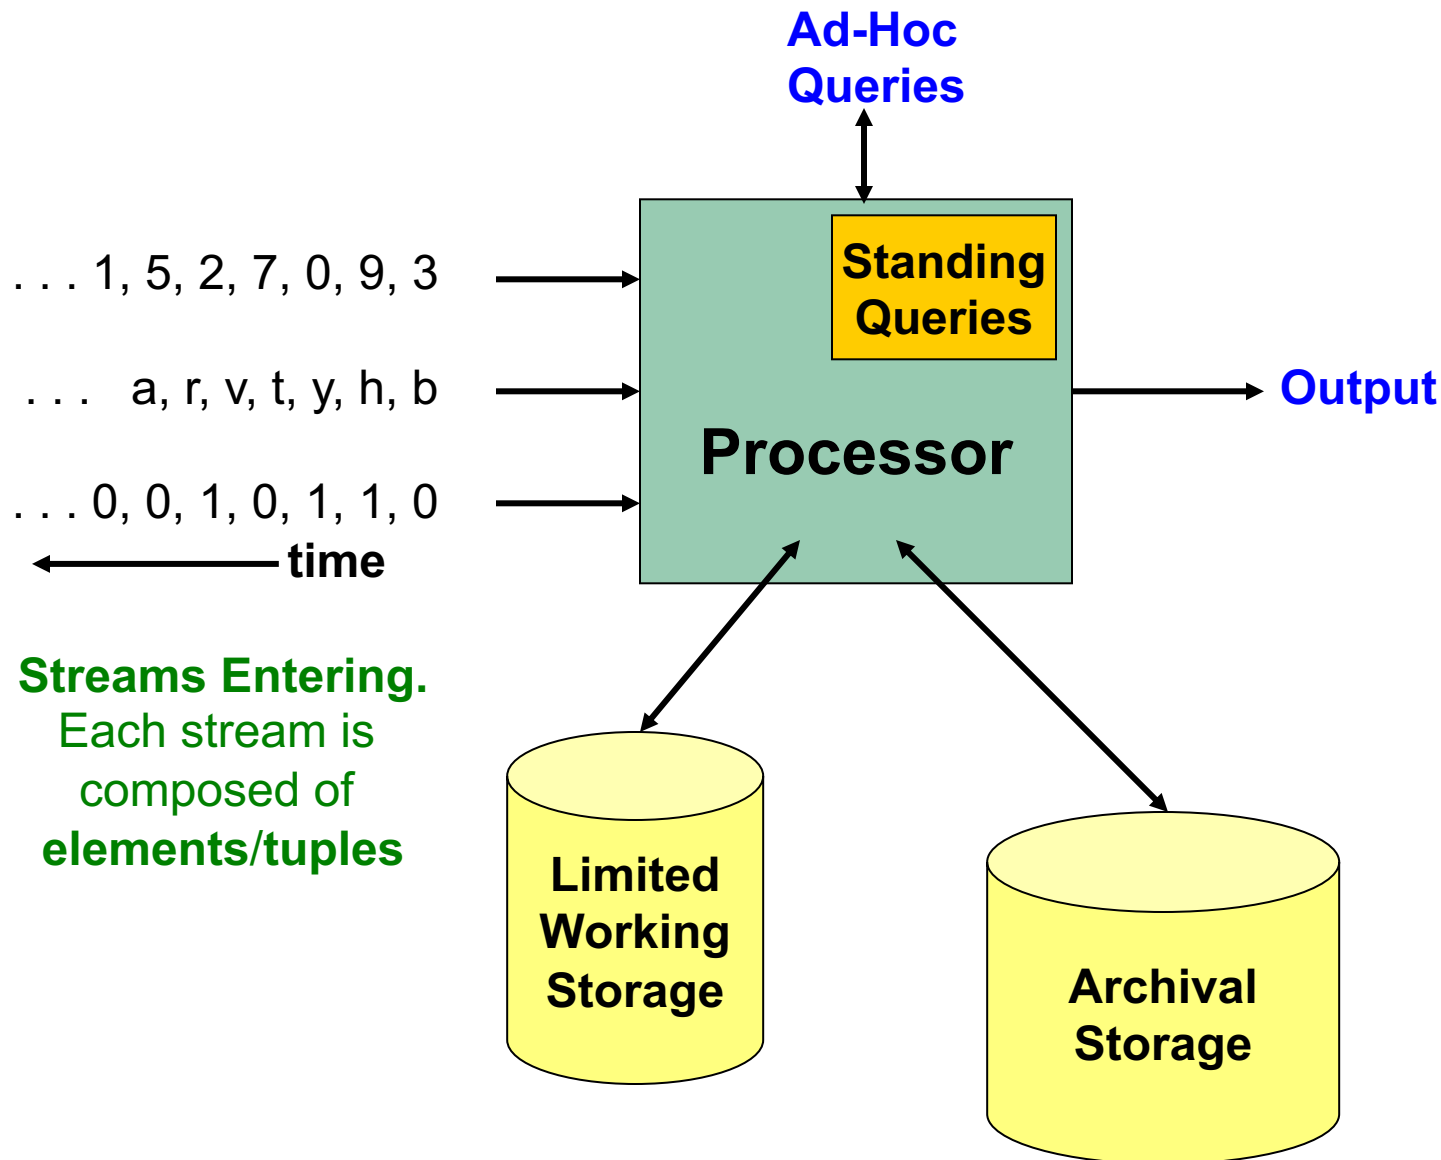 Ad-Hoc
Queries
. . . 1, 5, 2, 7, 0, 9, 3
. . . a, r, v, t, y, h, b
. . . 0, 0, 1, 0, 1, 1, 0
time
Standing
Queries
Processor
Output
Streams Entering.
Each stream is
composed of
elements/tuples
Limited
Working
Storage
Archival
Storage